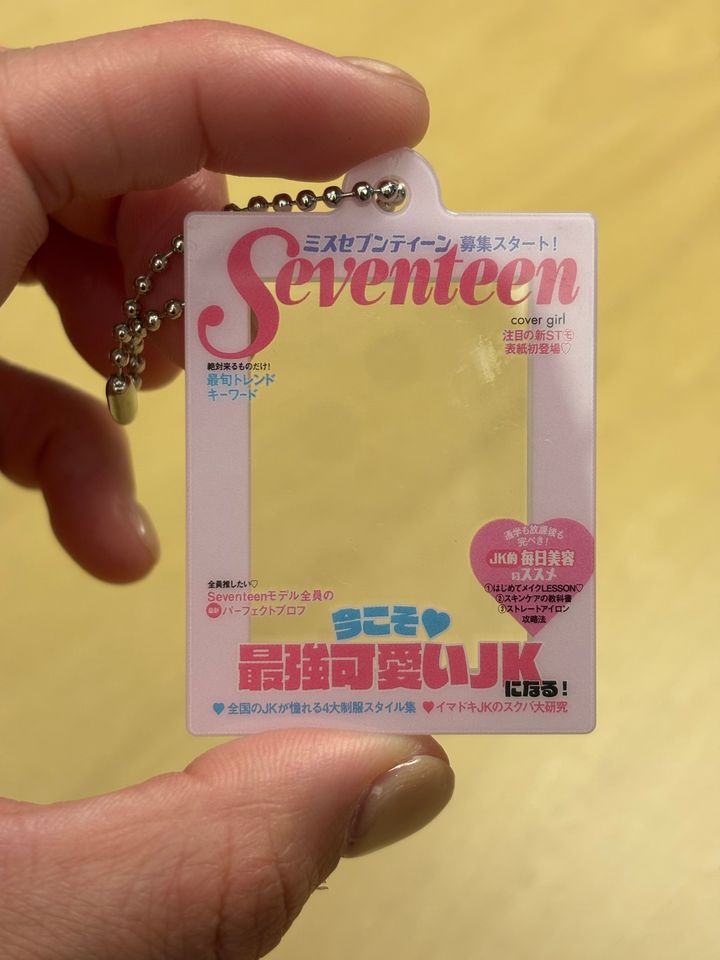 ミスセブンティーン 募集スタート!
Seventeen
cover girl
注目の新STモ
表紙初登場♡
絶対来るものだけ!
最旬トレンド
キーワード
通学も放課後も
完ぺき!
JK的 毎日美容
のススメ
①はじめてメイクLESSON♡
②スキンケアの教科書
③ストレートアイロン
攻略法
全員推したい♡
Seventeenモデル全員の
最新パーフェクトプロフ
今こそ♥
最強可愛いJK
になる!
♥全国のJKが憧れる4大制服スタイル集 ♥イマドキJKのスクバ大研究